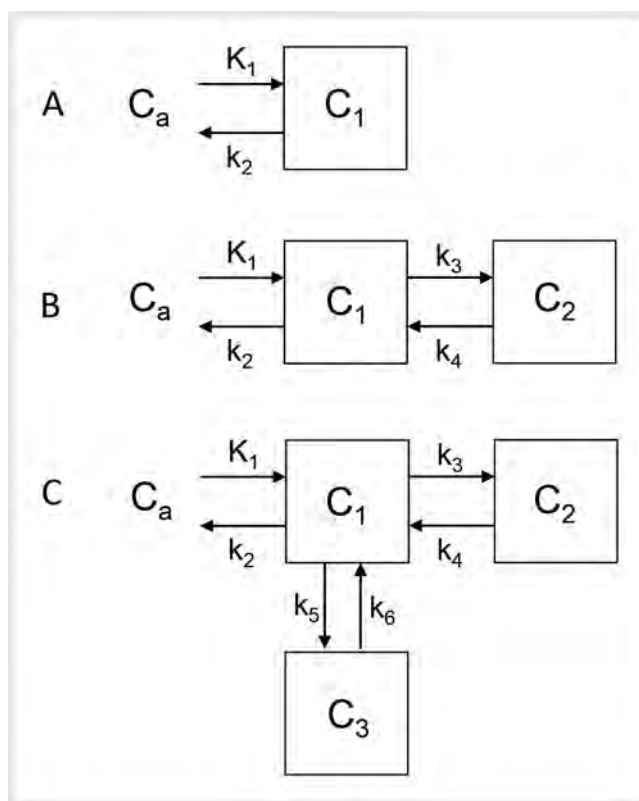 K₁
A Cₐ C₁
k₂
K₁ k₃
B Cₐ C₁ C₂
k₂ k₄
K₁ k₃
C Cₐ C₁ C₂
k₂ k₄
k₅ k₆
C₃